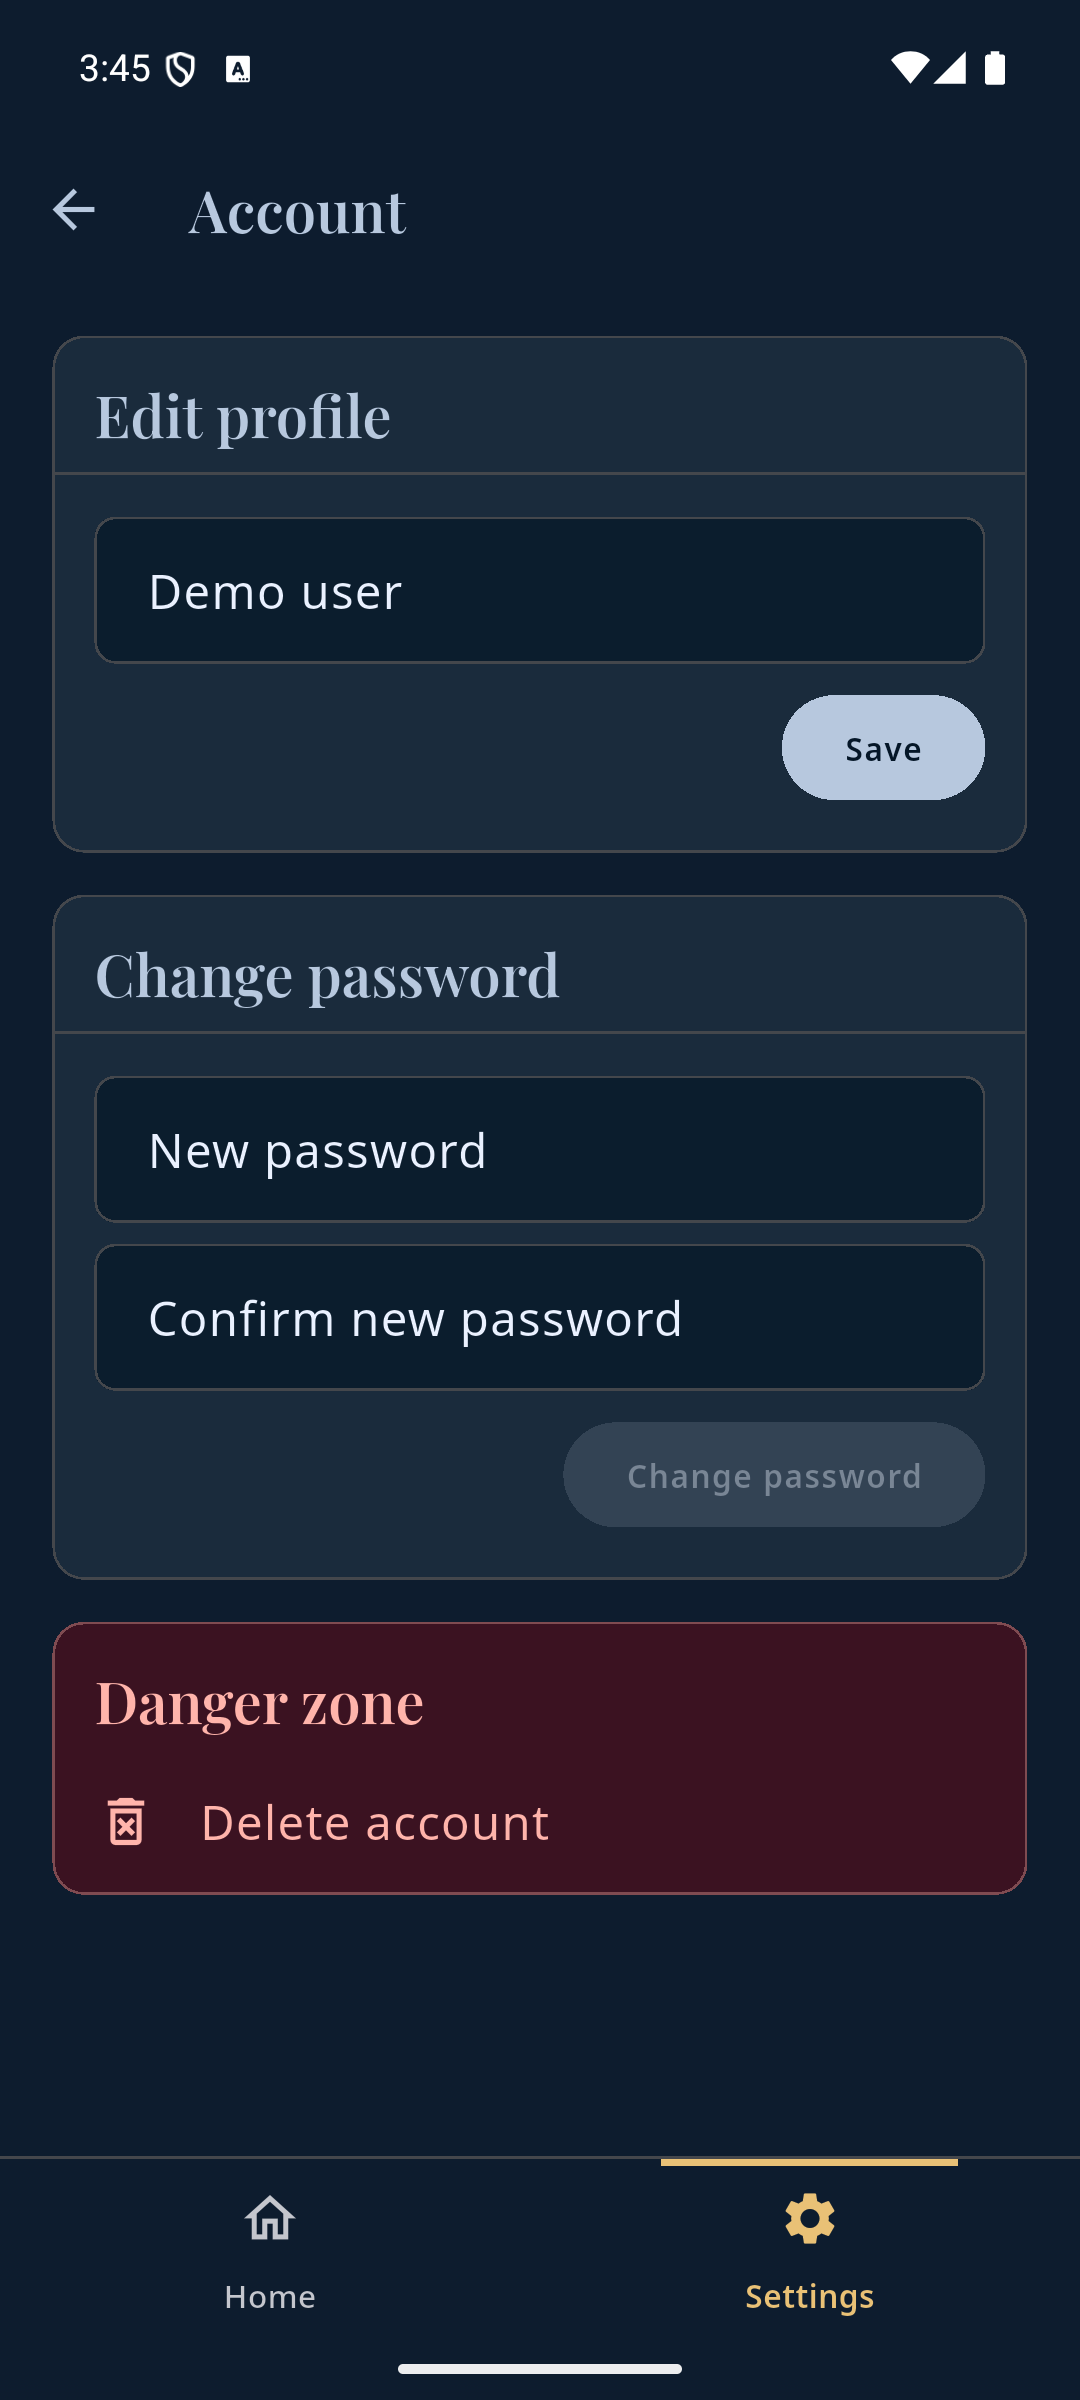 3:45
Account
Edit profile
Demo user
Save
Change password
New password
Confirm new password
Change password
Danger zone
Delete account
Home
Settings